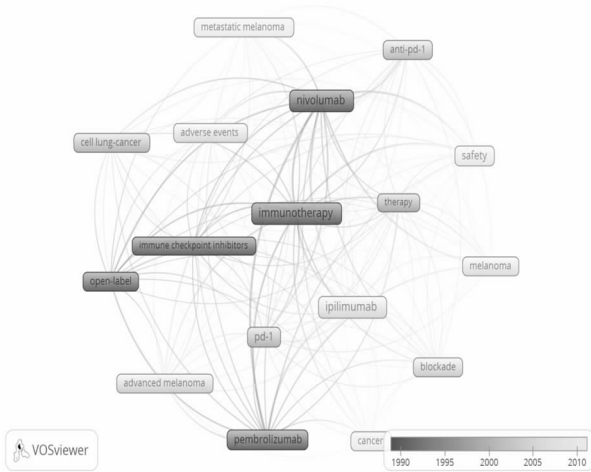 metastatic melanoma
anti-pd-1
nivolumab
adverse events
cell lung-cancer
safety
therapy
immunotherapy
immune checkpoint inhibitors
melanoma
open-label
ipilimumab
pd-1
blockade
advanced melanoma
pembrolizumab
cancer
VOSviewer
1990 1995 2000 2005 2010